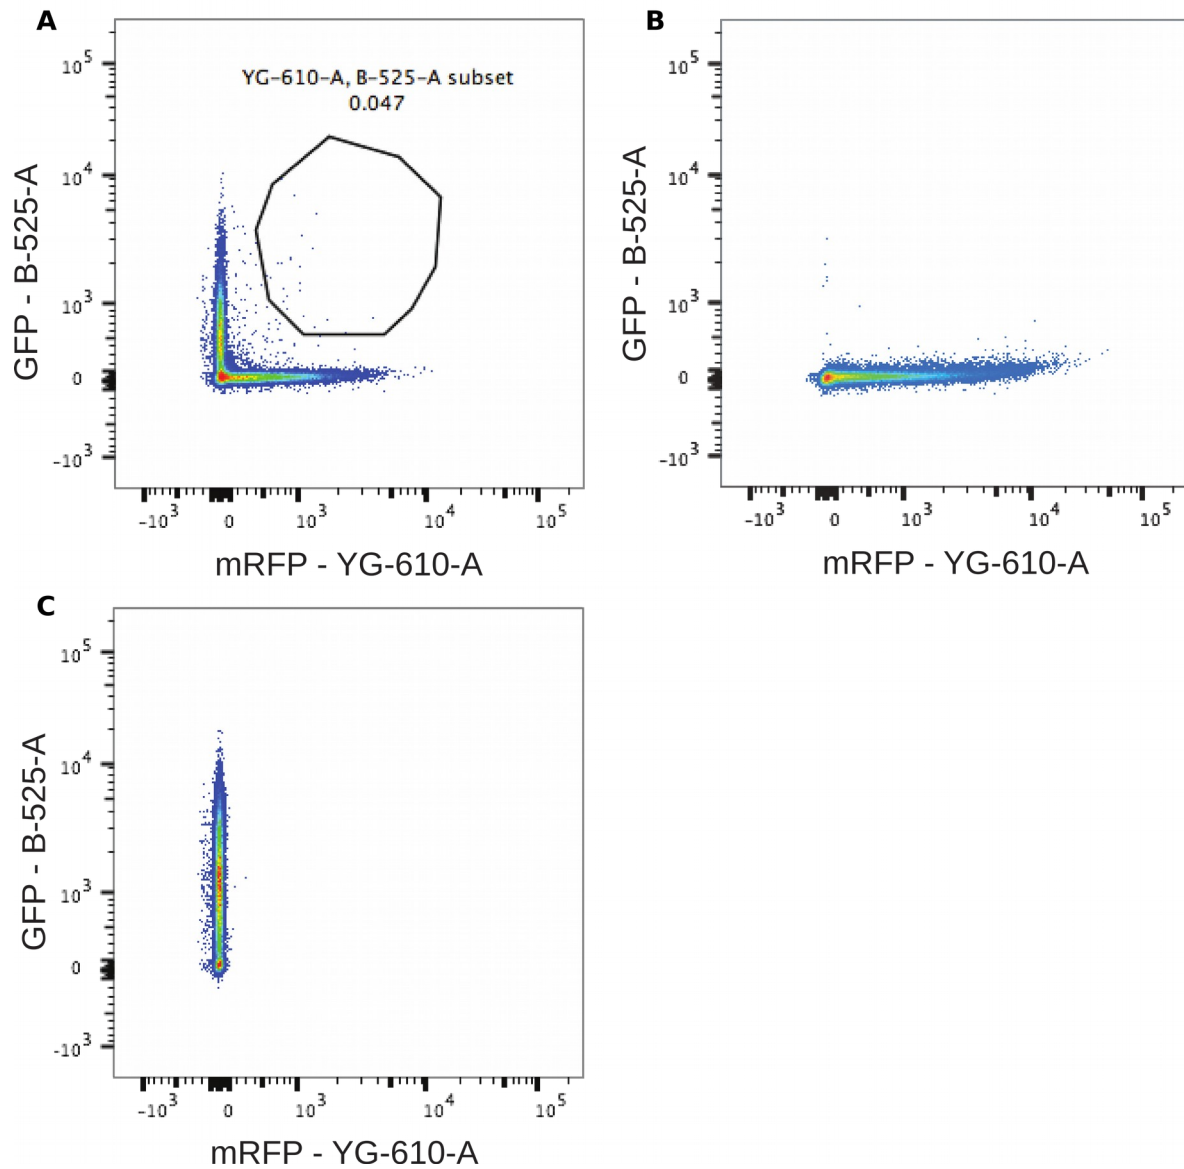 A
YG-610-A, B-525-A subset
0.047
10^5
10^4
10^3
0
-10^3
GFP - B-525-A
-10^3 0 10^3 10^4 10^5
mRFP - YG-610-A
B
10^5
10^4
10^3
0
-10^3
GFP - B-525-A
-10^3 0 10^3 10^4 10^5
mRFP - YG-610-A
C
10^5
10^4
10^3
0
-10^3
GFP - B-525-A
-10^3 0 10^3 10^4 10^5
mRFP - YG-610-A